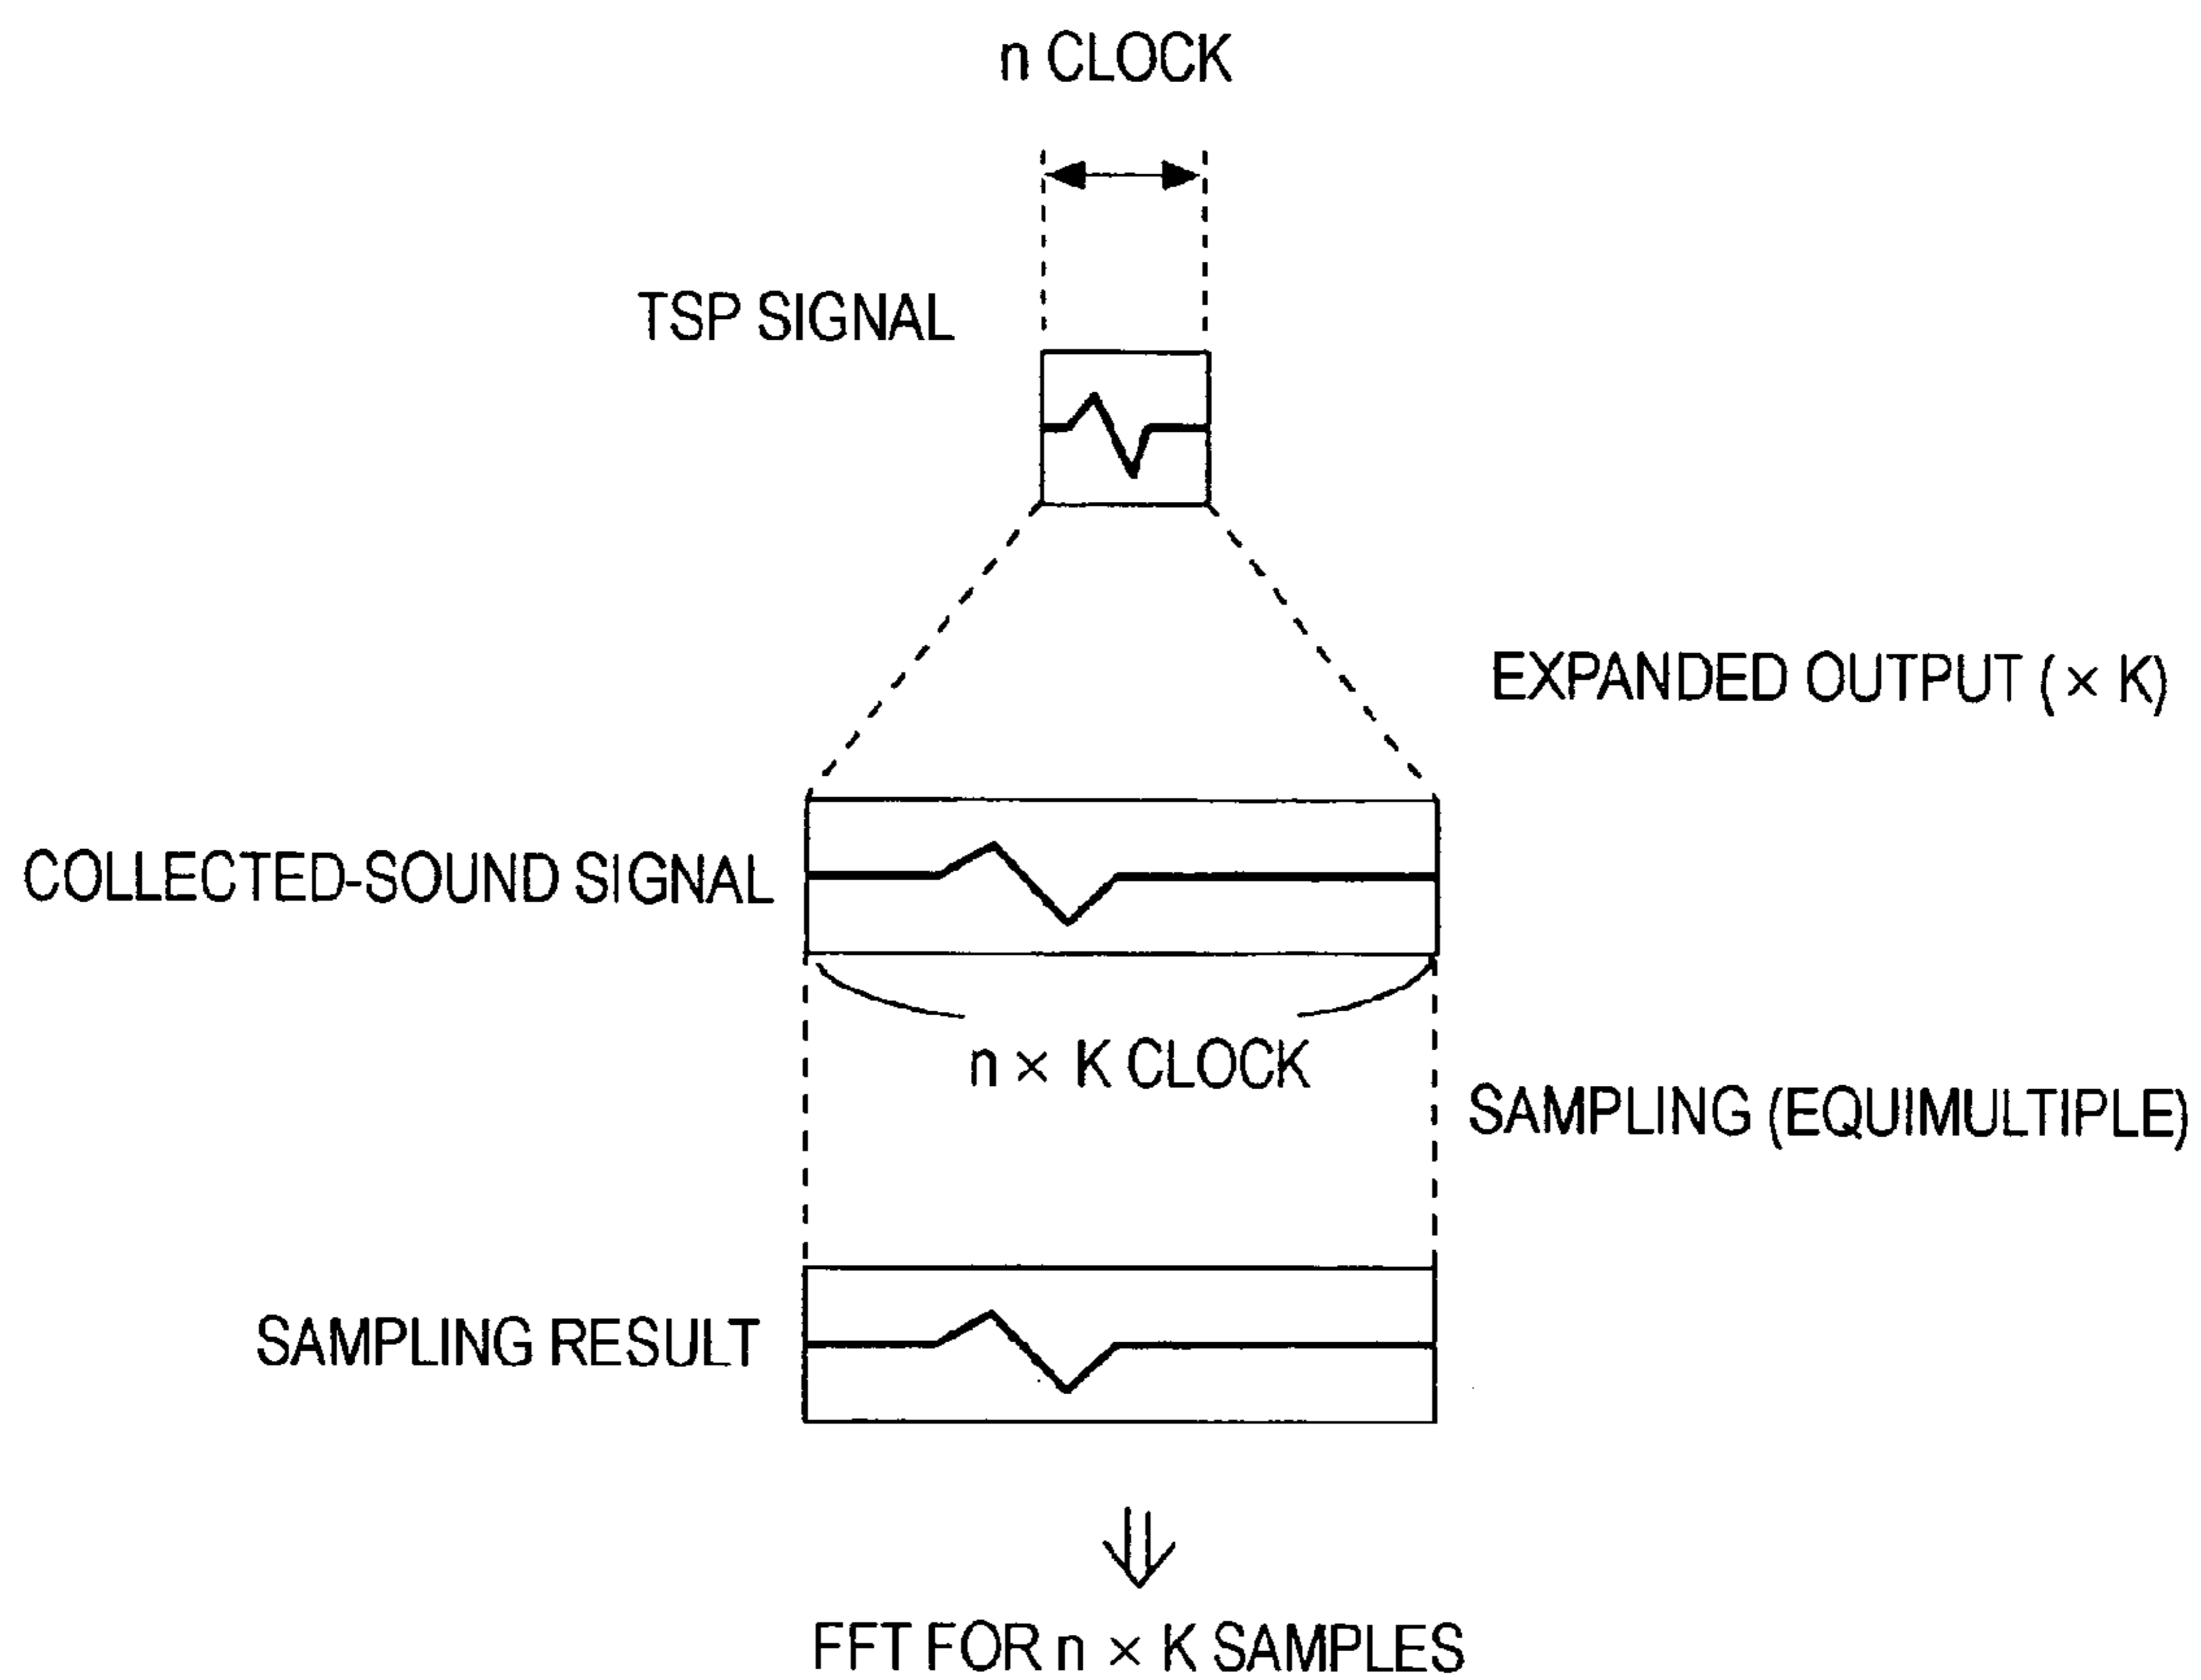 n CLOCK
TSP SIGNAL
EXPANDED OUTPUT ( × K)
COLLECTED-SOUND SIGNAL
n × K CLOCK
SAMPLING (EQUIMULTIPLE)
SAMPLING RESULT
FFT FOR n × K SAMPLES